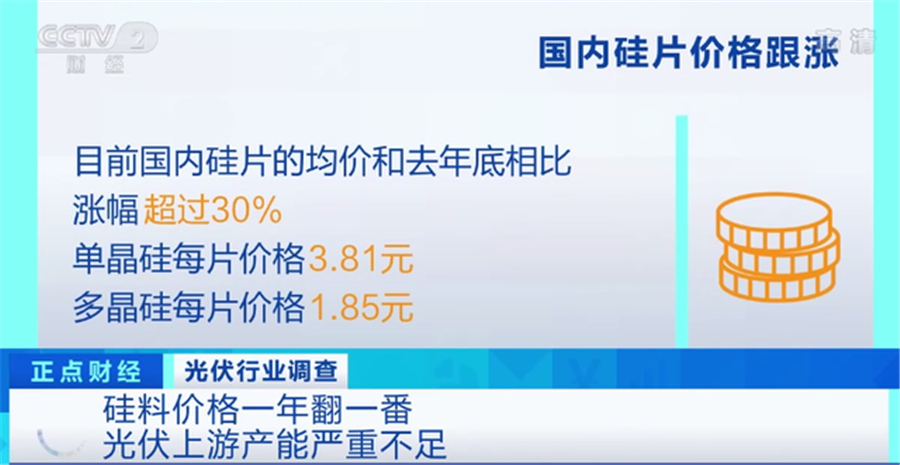 CCTV 2
财经
高清
国内硅片价格跟涨
目前国内硅片的均价和去年底相比
涨幅超过30%
单晶硅每片价格3.81元
多晶硅每片价格1.85元
正点财经
光伏行业调查
硅料价格一年翻一番
光伏上游产能严重不足